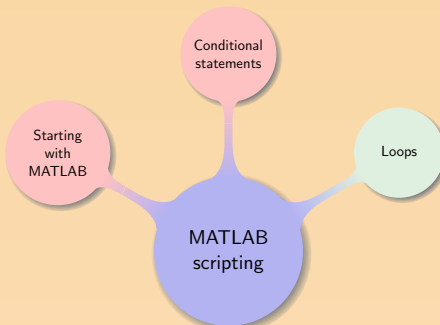 Conditional
statements
Starting
with
MATLAB
Loops
MATLAB
scripting